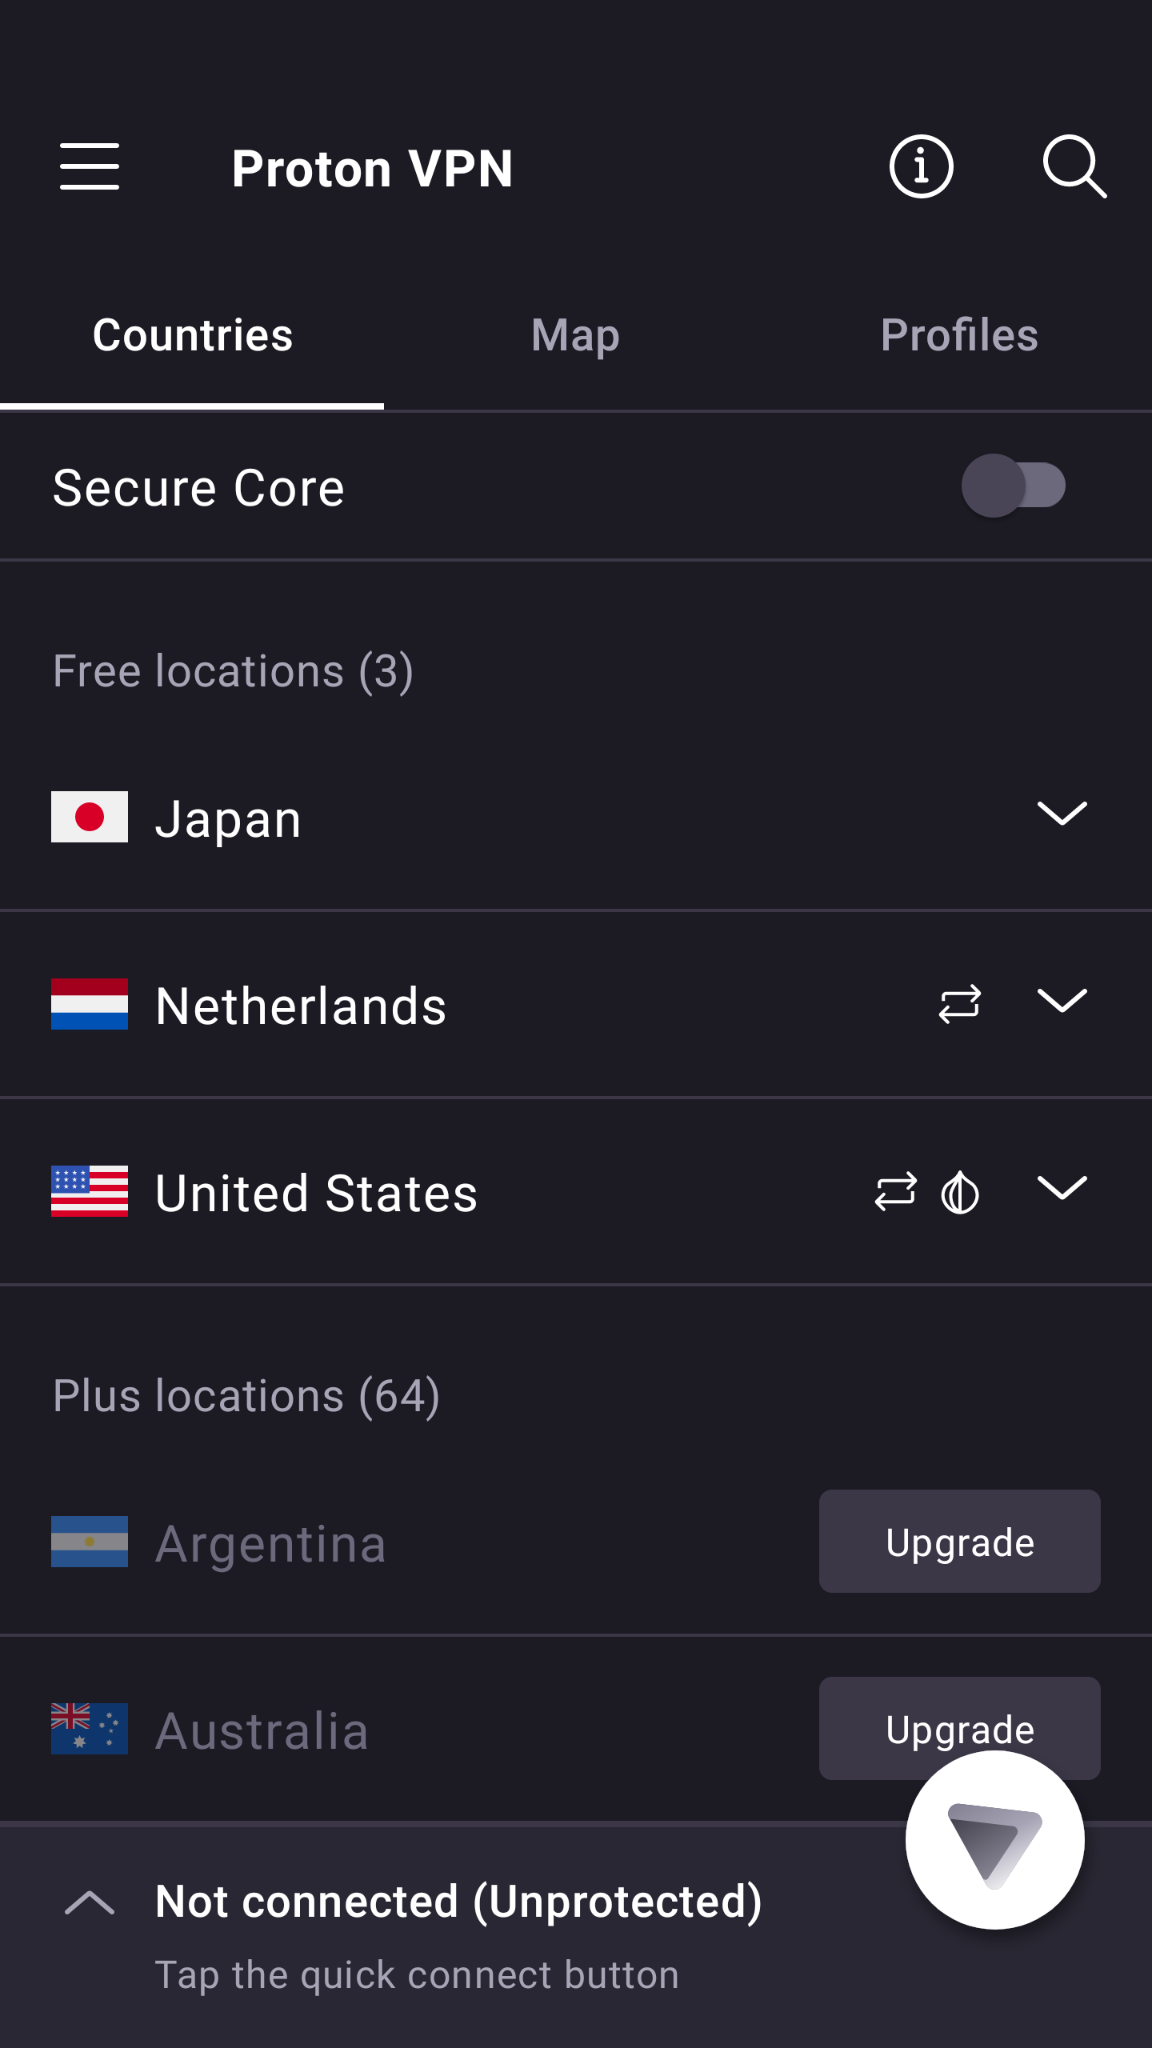 Proton VPN
Countries
Map
Profiles
Secure Core
Free locations (3)
Japan
Netherlands
United States
Plus locations (64)
Argentina
Upgrade
Australia
Upgrade
Not connected (Unprotected)
Tap the quick connect button